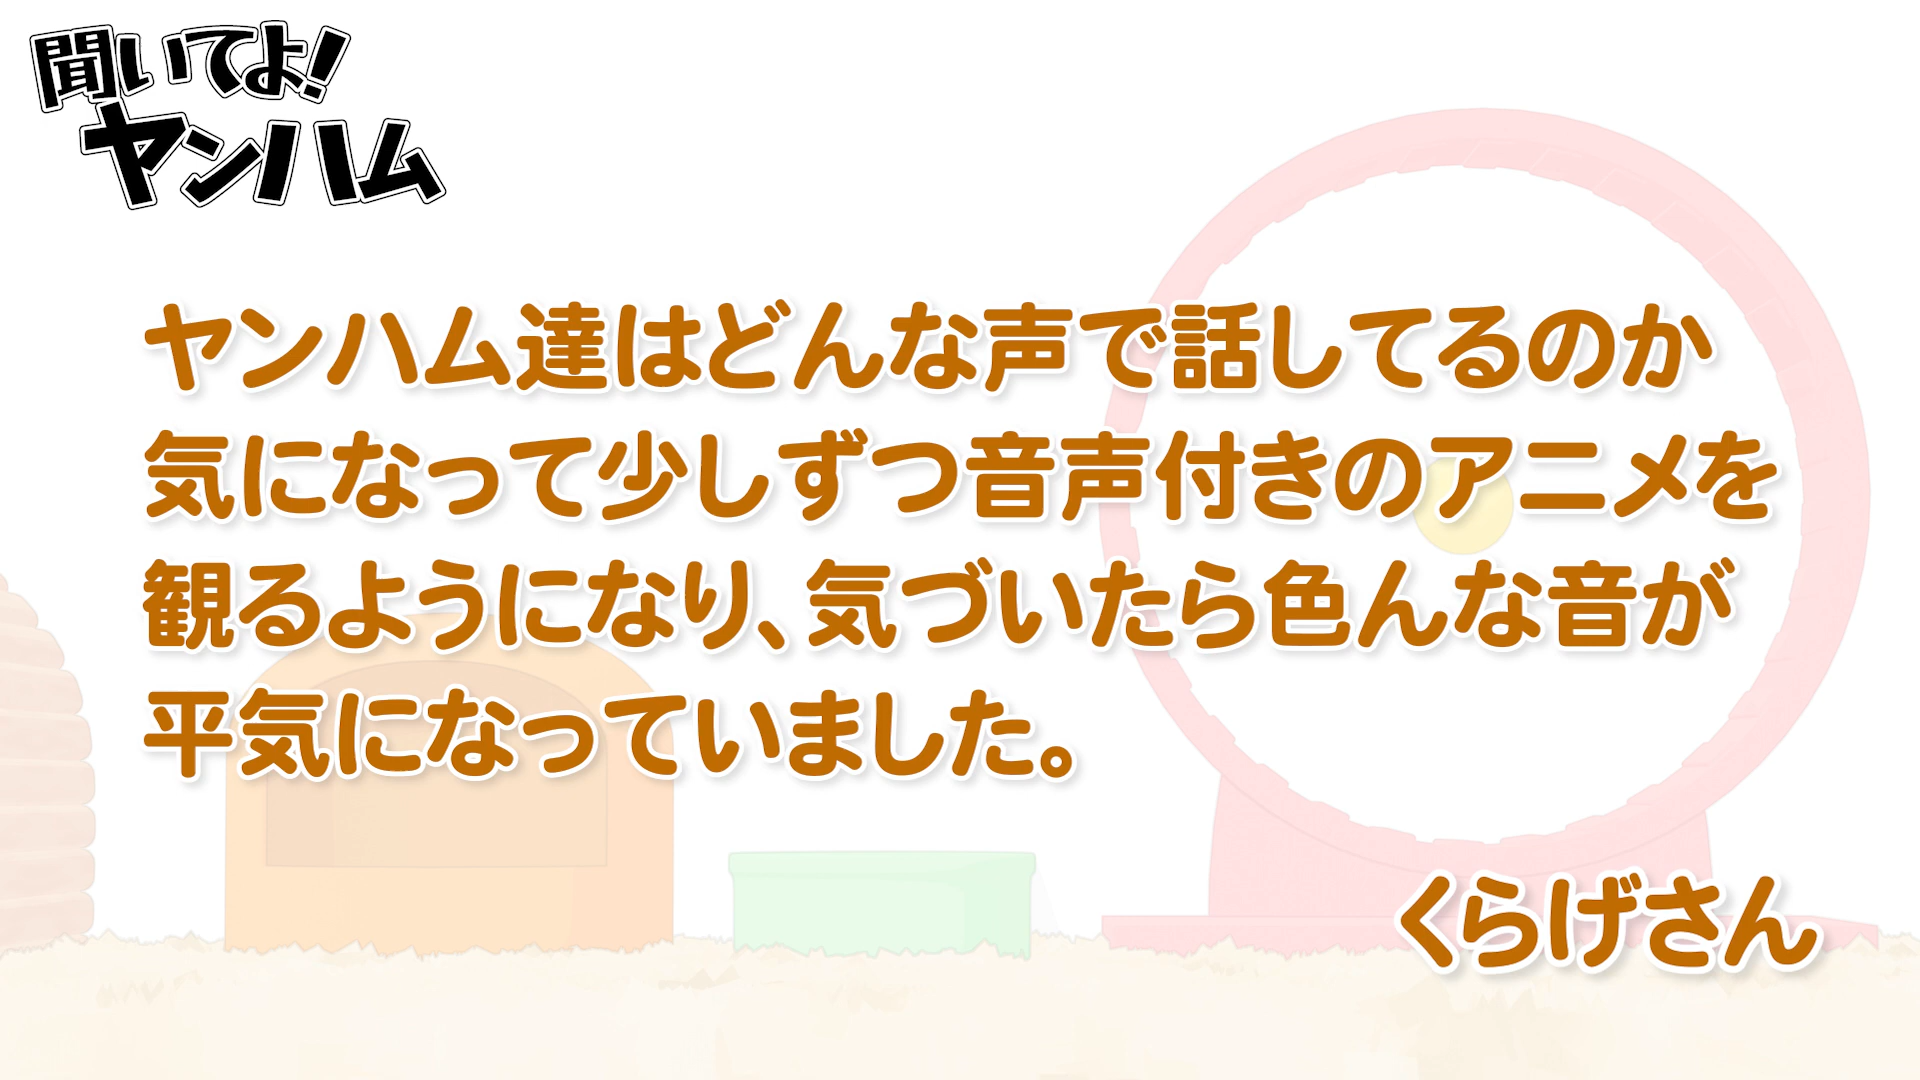 聞いてよ!
ヤンハム
ヤンハム達はどんな声で話してるのか
気になって少しずつ音声付きのアニメを
観るようになり、気づいたら色んな音が
平気になっていました。
くらげさん